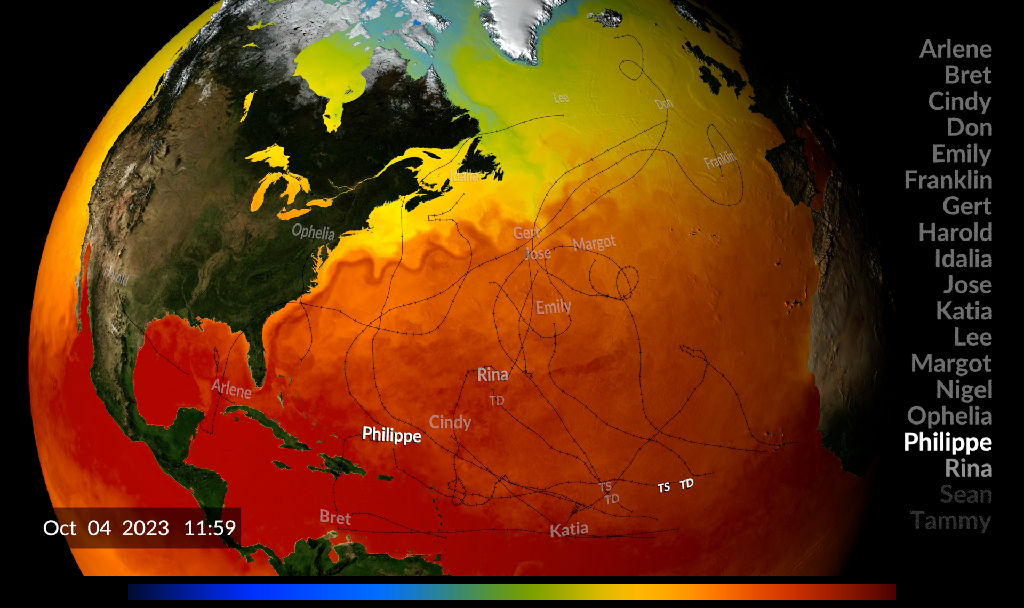 Arlene
Bret
Cindy
Don
Emily
Franklin
Gert
Harold
Idalia
Jose
Katia
Lee
Margot
Nigel
Ophelia
Philippe
Rina
Sean
Tammy
Lee
Don
Franklin
Idalia
Ophelia
Gert
Margot
Jose
Emily
Rina
Arlene
TD
Cindy
Philippe
TS
TD
TS TD
Bret
Katia
Oct 04 2023 11:59